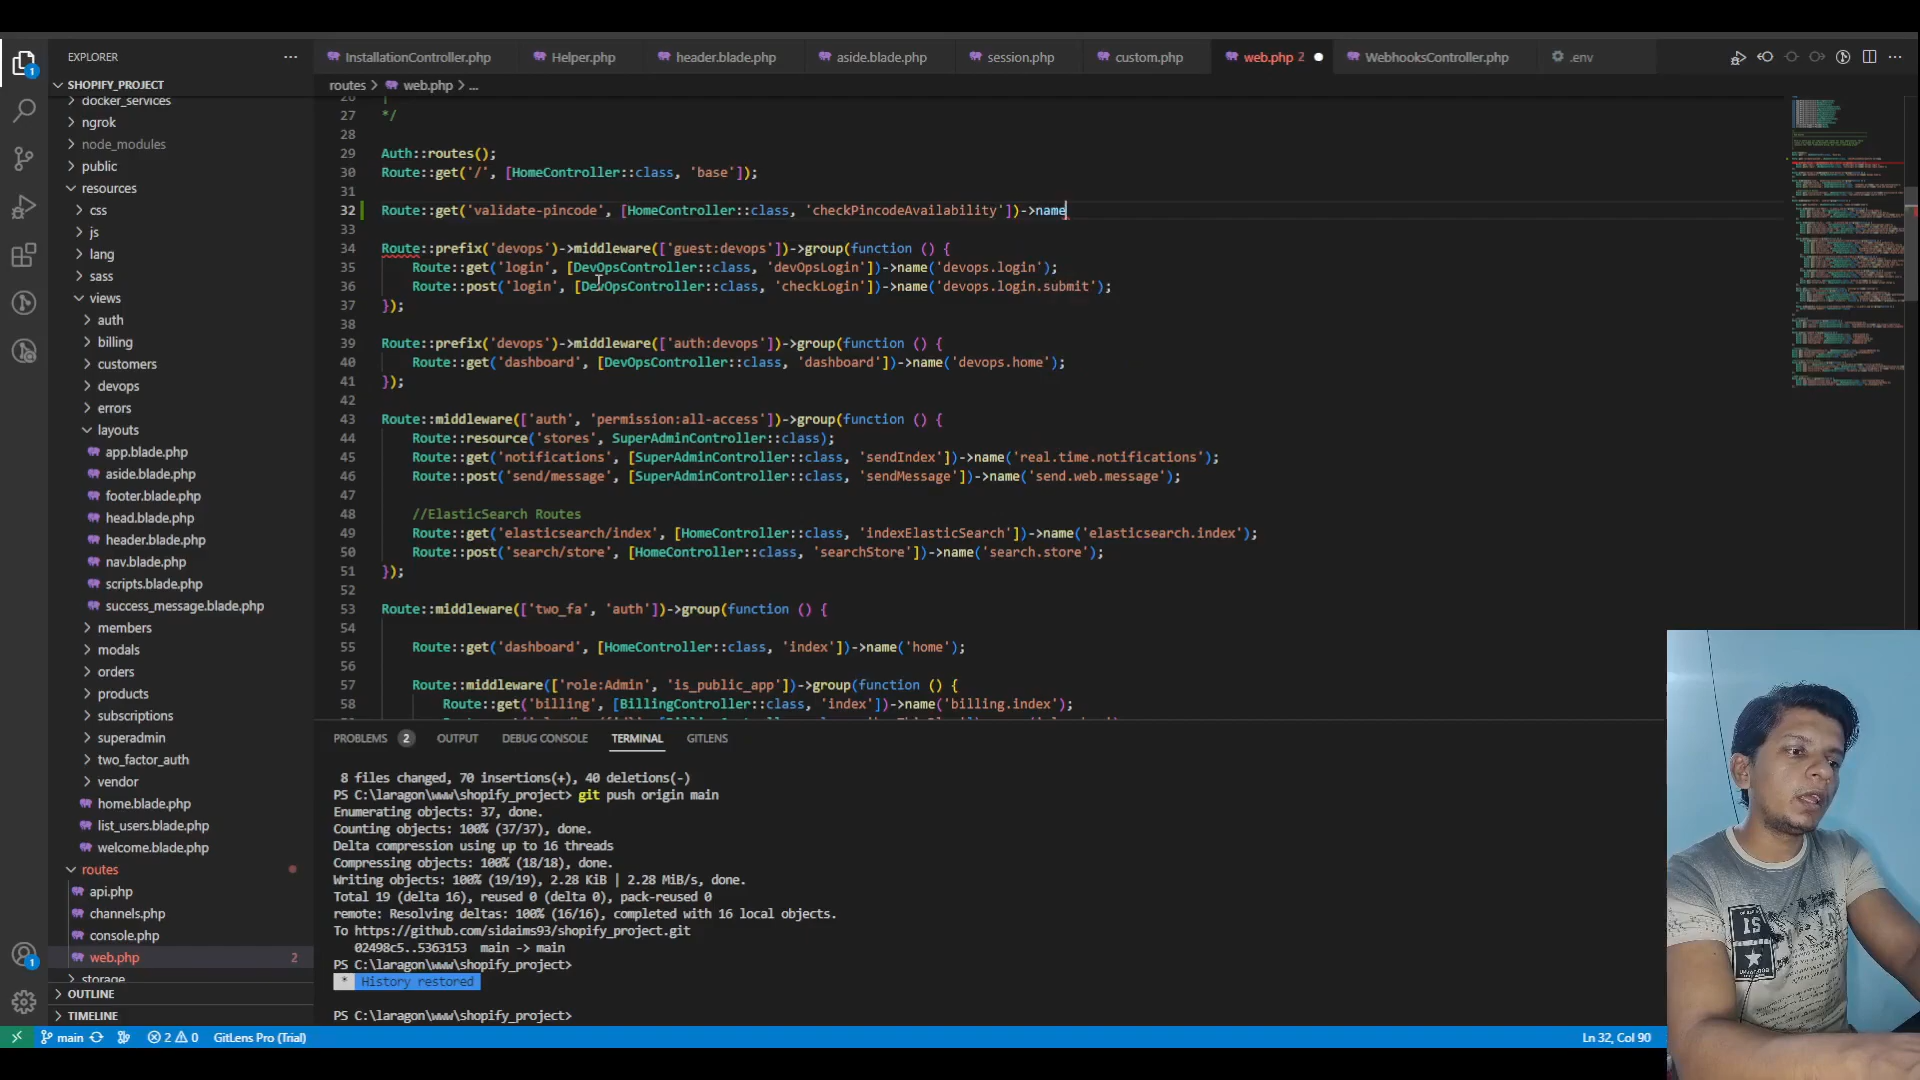 EXPLORER
InstallationController.php
Helper.php
header.blade.php
aside.blade.php
session.php
custom.php
web.php 2
WebhooksController.php
.env
SHOPIFY_PROJECT
docker_services
ngrok
node_modules
public
resources
css
js
lang
sass
views
auth
billing
customers
devops
errors
layouts
app.blade.php
aside.blade.php
footer.blade.php
head.blade.php
header.blade.php
nav.blade.php
scripts.blade.php
success_message.blade.php
members
modals
orders
products
subscriptions
superadmin
two_factor_auth
vendor
home.blade.php
list_users.blade.php
welcome.blade.php
routes
api.php
channels.php
console.php
web.php 2
storage
OUTLINE
TIMELINE
routes > web.php > ...
27 */
28
29 Auth::routes();
30 Route::get('/', [HomeController::class, 'base']);
31
32 Route::get('validate-pincode', [HomeController::class, 'checkPincodeAvailability'])->name
33
34 Route::prefix('devops')->middleware(['guest:devops'])->group(function () {
35 Route::get('login', [DevOpsController::class, 'devOpsLogin'])->name('devops.login');
36 Route::post('login', [DevOpsController::class, 'checkLogin'])->name('devops.login.submit');
37 });
38
39 Route::prefix('devops')->middleware(['auth:devops'])->group(function () {
40 Route::get('dashboard', [DevOpsController::class, 'dashboard'])->name('devops.home');
41 });
42
43 Route::middleware(['auth', 'permission:all-access'])->group(function () {
44 Route::resource('stores', SuperAdminController::class);
45 Route::get('notifications', [SuperAdminController::class, 'sendIndex'])->name('real.time.notifications');
46 Route::post('send/message', [SuperAdminController::class, 'sendMessage'])->name('send.web.message');
47
48 //ElasticSearch Routes
49 Route::get('elasticsearch/index', [HomeController::class, 'indexElasticSearch'])->name('elasticsearch.index');
50 Route::post('search/store', [HomeController::class, 'searchStore'])->name('search.store');
51 });
52
53 Route::middleware(['two_fa', 'auth'])->group(function () {
54
55 Route::get('dashboard', [HomeController::class, 'index'])->name('home');
56
57 Route::middleware(['role:Admin', 'is_public_app'])->group(function () {
58 Route::get('billing', [BillingController::class, 'index'])->name('billing.index');
PROBLEMS 2 OUTPUT DEBUG CONSOLE TERMINAL GITLENS
8 files changed, 70 insertions(+), 40 deletions(-)
PS C:\laragon\www\shopify_project> git push origin main
Enumerating objects: 37, done.
Counting objects: 100% (37/37), done.
Delta compression using up to 16 threads
Compressing objects: 100% (18/18), done.
Writing objects: 100% (19/19), 2.28 KiB | 2.28 MiB/s, done.
Total 19 (delta 16), reused 0 (delta 0), pack-reused 0
remote: Resolving deltas: 100% (16/16), completed with 16 local objects.
To https://github.com/sidaims93/shopify_project.git
02498c5..5363153 main -> main
PS C:\laragon\www\shopify_project>
* History restored
PS C:\laragon\www\shopify_project>
main 2 0 GitLens Pro (Trial)
Ln 32, Col 90
IS